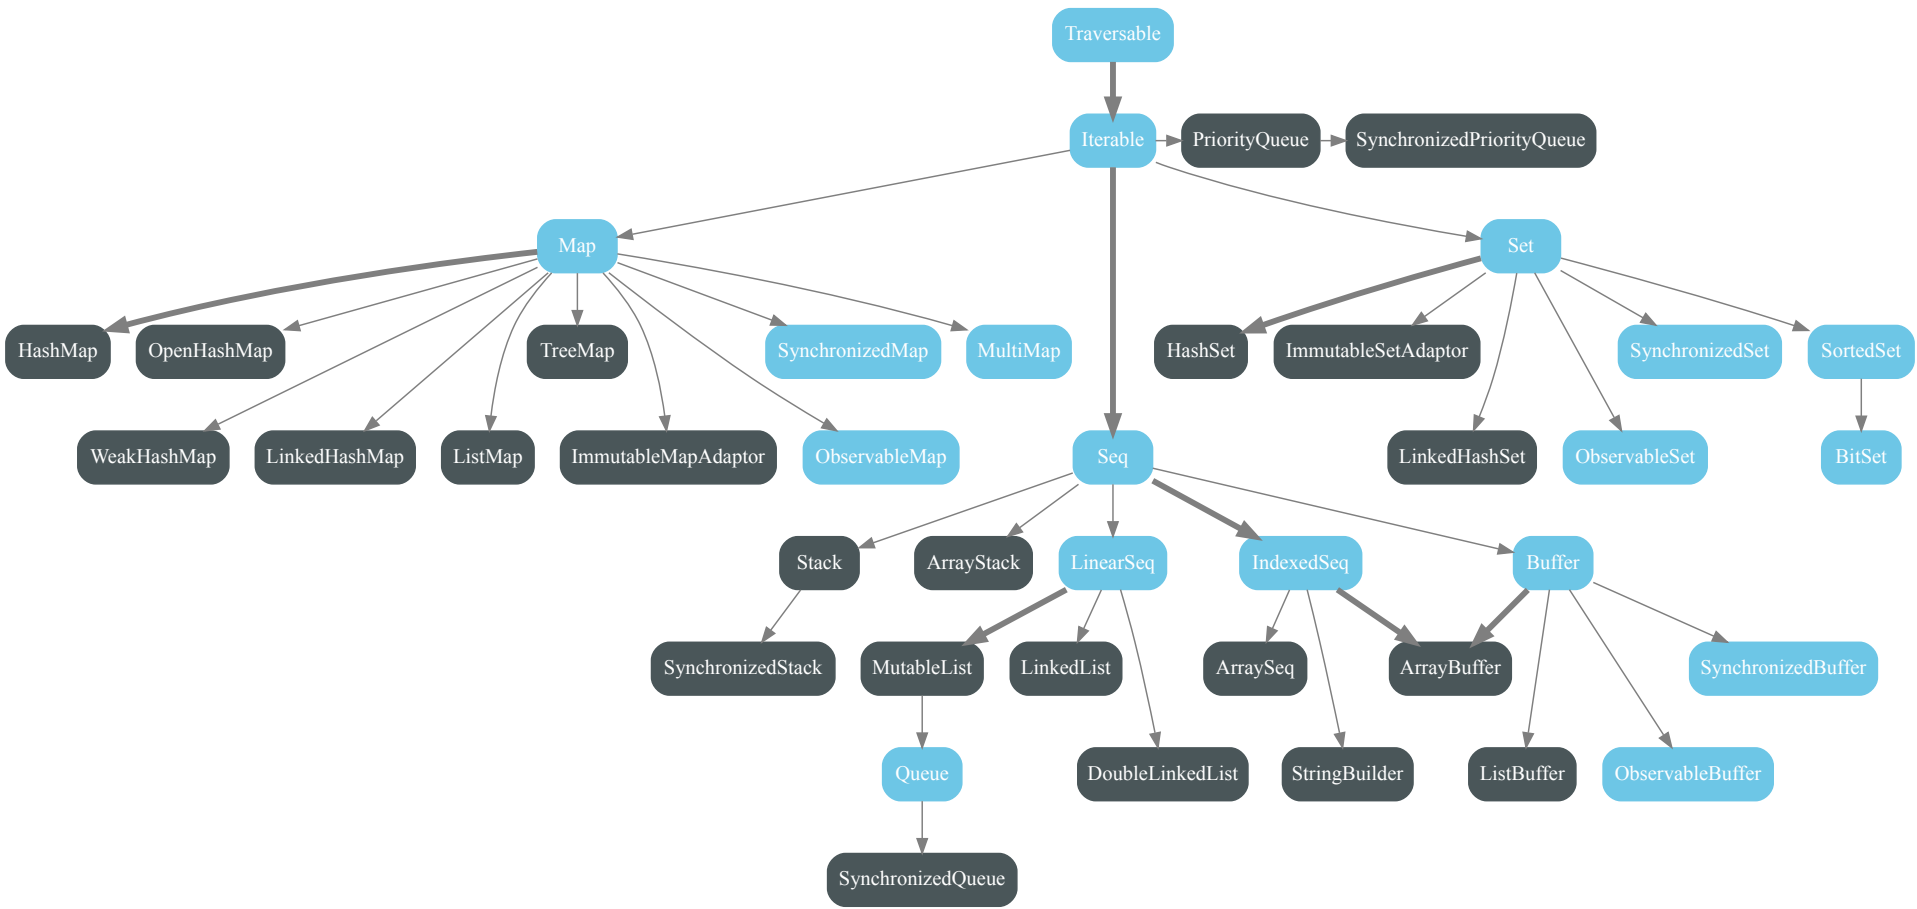 Traversable
Iterable
PriorityQueue
SynchronizedPriorityQueue
Map
Set
HashMap
OpenHashMap
TreeMap
SynchronizedMap
MultiMap
HashSet
ImmutableSetAdaptor
SynchronizedSet
SortedSet
WeakHashMap
LinkedHashMap
ListMap
ImmutableMapAdaptor
ObservableMap
Seq
LinkedHashSet
ObservableSet
BitSet
Stack
ArrayStack
LinearSeq
IndexedSeq
Buffer
SynchronizedStack
MutableList
LinkedList
ArraySeq
ArrayBuffer
SynchronizedBuffer
Queue
DoubleLinkedList
StringBuilder
ListBuffer
ObservableBuffer
SynchronizedQueue